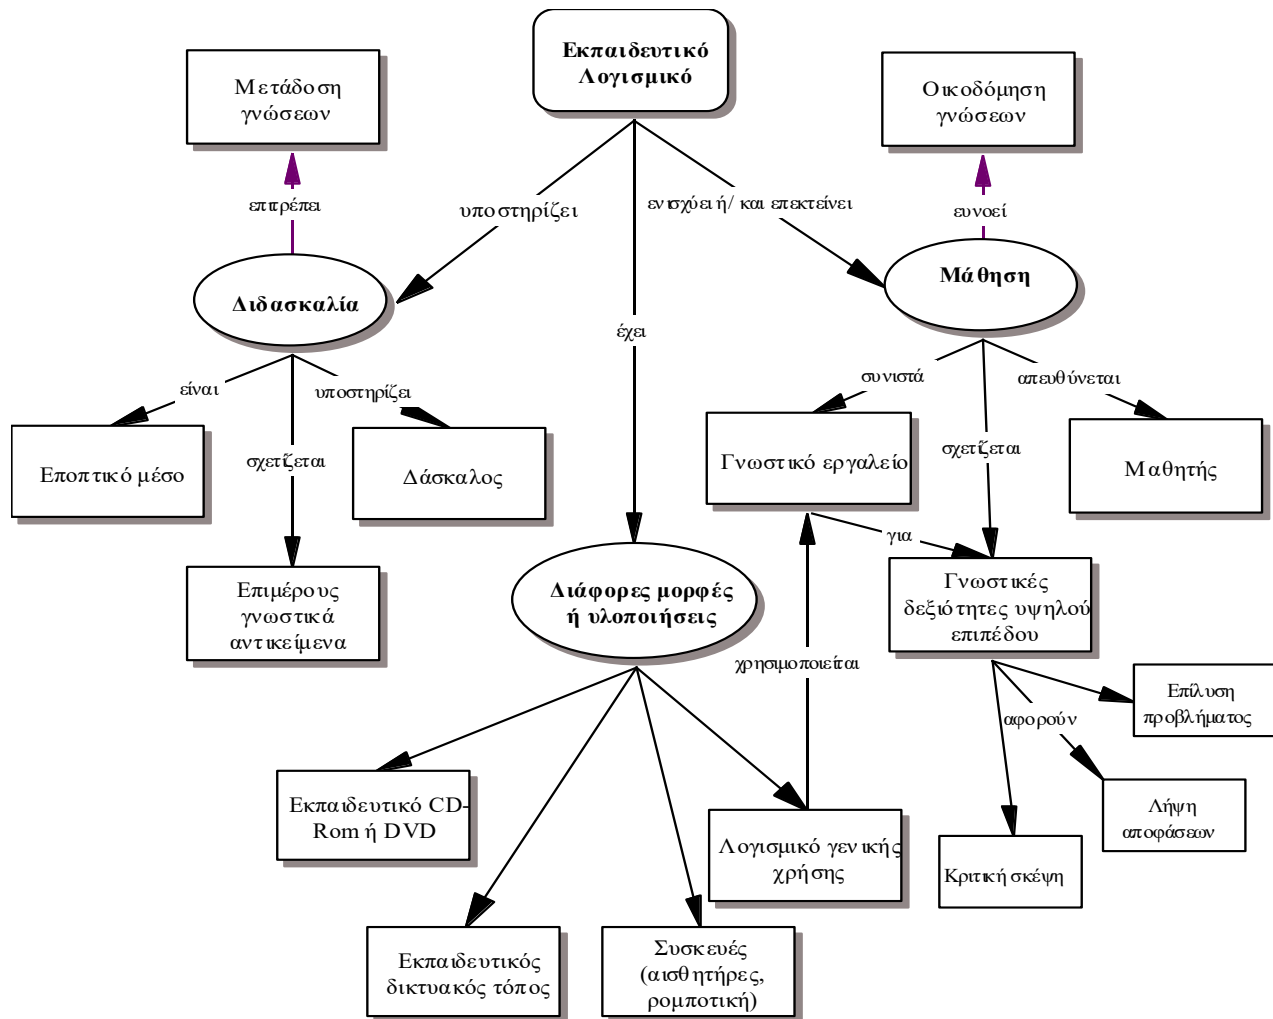 Εκπαιδευτικό
Λογισμικό
Μετάδοση
γνώσεων
Οικοδόμηση
γνώσεων
επιτρέπει
υποστηρίζει
ενισχύει ή/ και επεκτείνει
ευνοεί
Διδασκαλία
Μάθηση
έχει
είναι
υποστηρίζει
συνιστά
απευθύνεται
Εποπτικό μέσο
σχετίζεται
Δάσκαλος
Γνωστικό εργαλείο
σχετίζεται
Μαθητής
για
Επιμέρους
γνωστικά
αντικείμενα
Διάφορες μορφές
ή υλοποιήσεις
Γνωστικές
δεξιότητες υψηλού
επιπέδου
χρησιμοποιείται
αφορούν
Επίλυση
προβλήματος
Εκπαιδευτικό CD-
Rom ή DVD
Λογισμικό γενικής
χρήσης
Λήψη
αποφάσεων
Κριτική σκέψη
Εκπαιδευτικός
δικτυακός τόπος
Συσκευές
(αισθητήρες,
ρομποτική)